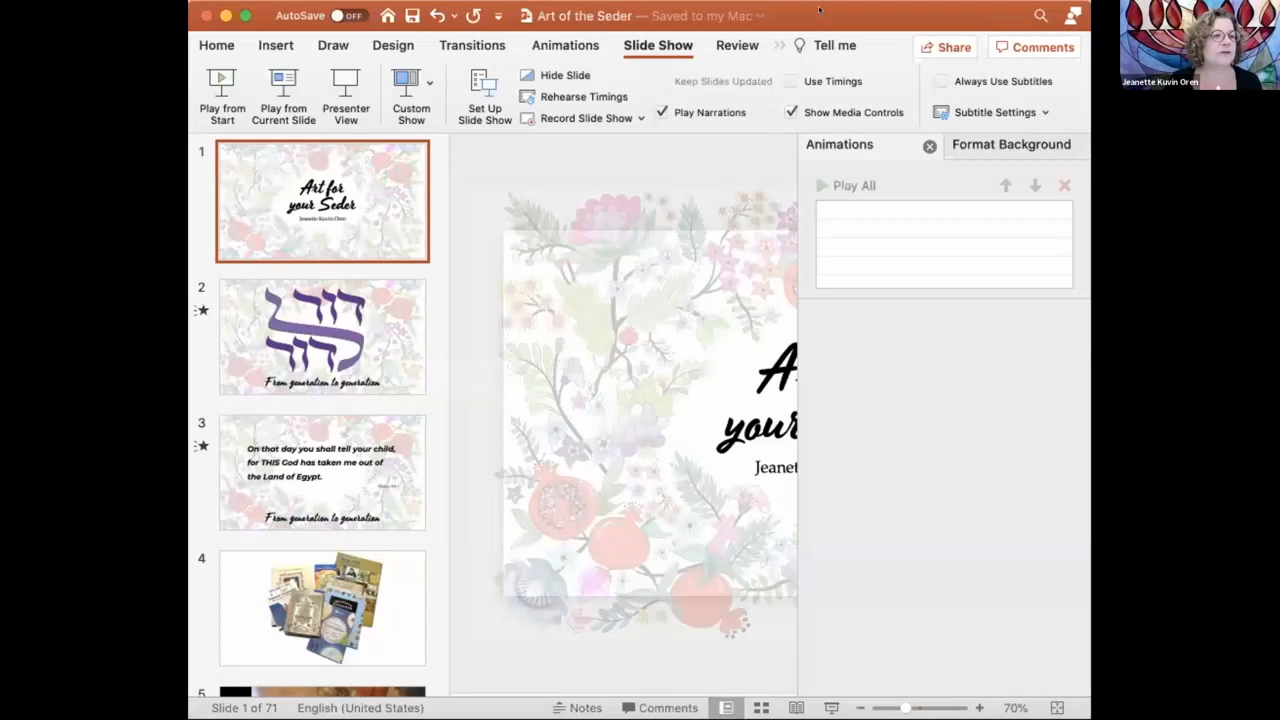 AutoSave OFF
Art of the Seder — Saved to my Mac
Home Insert Draw Design Transitions Animations Slide Show Review Tell me
Share Comments
Play from Start
Play from Current Slide
Presenter View
Custom Show
Set Up Slide Show
Hide Slide
Rehearse Timings
Record Slide Show
Keep Slides Updated
Play Narrations
Use Timings
Show Media Controls
Always Use Subtitles
Subtitle Settings
Jeanette Kuvin Oren
1
Art for
your Seder
Jeanette Kuvin Oren
2
דור
לדור
From generation to generation
3
On that day you shall tell your child,
for THIS God has taken me out of
the Land of Egypt.
From generation to generation
4
5
A
your
Jeanet
Animations
Format Background
Play All
Slide 1 of 71 English (United States) Notes Comments 70%